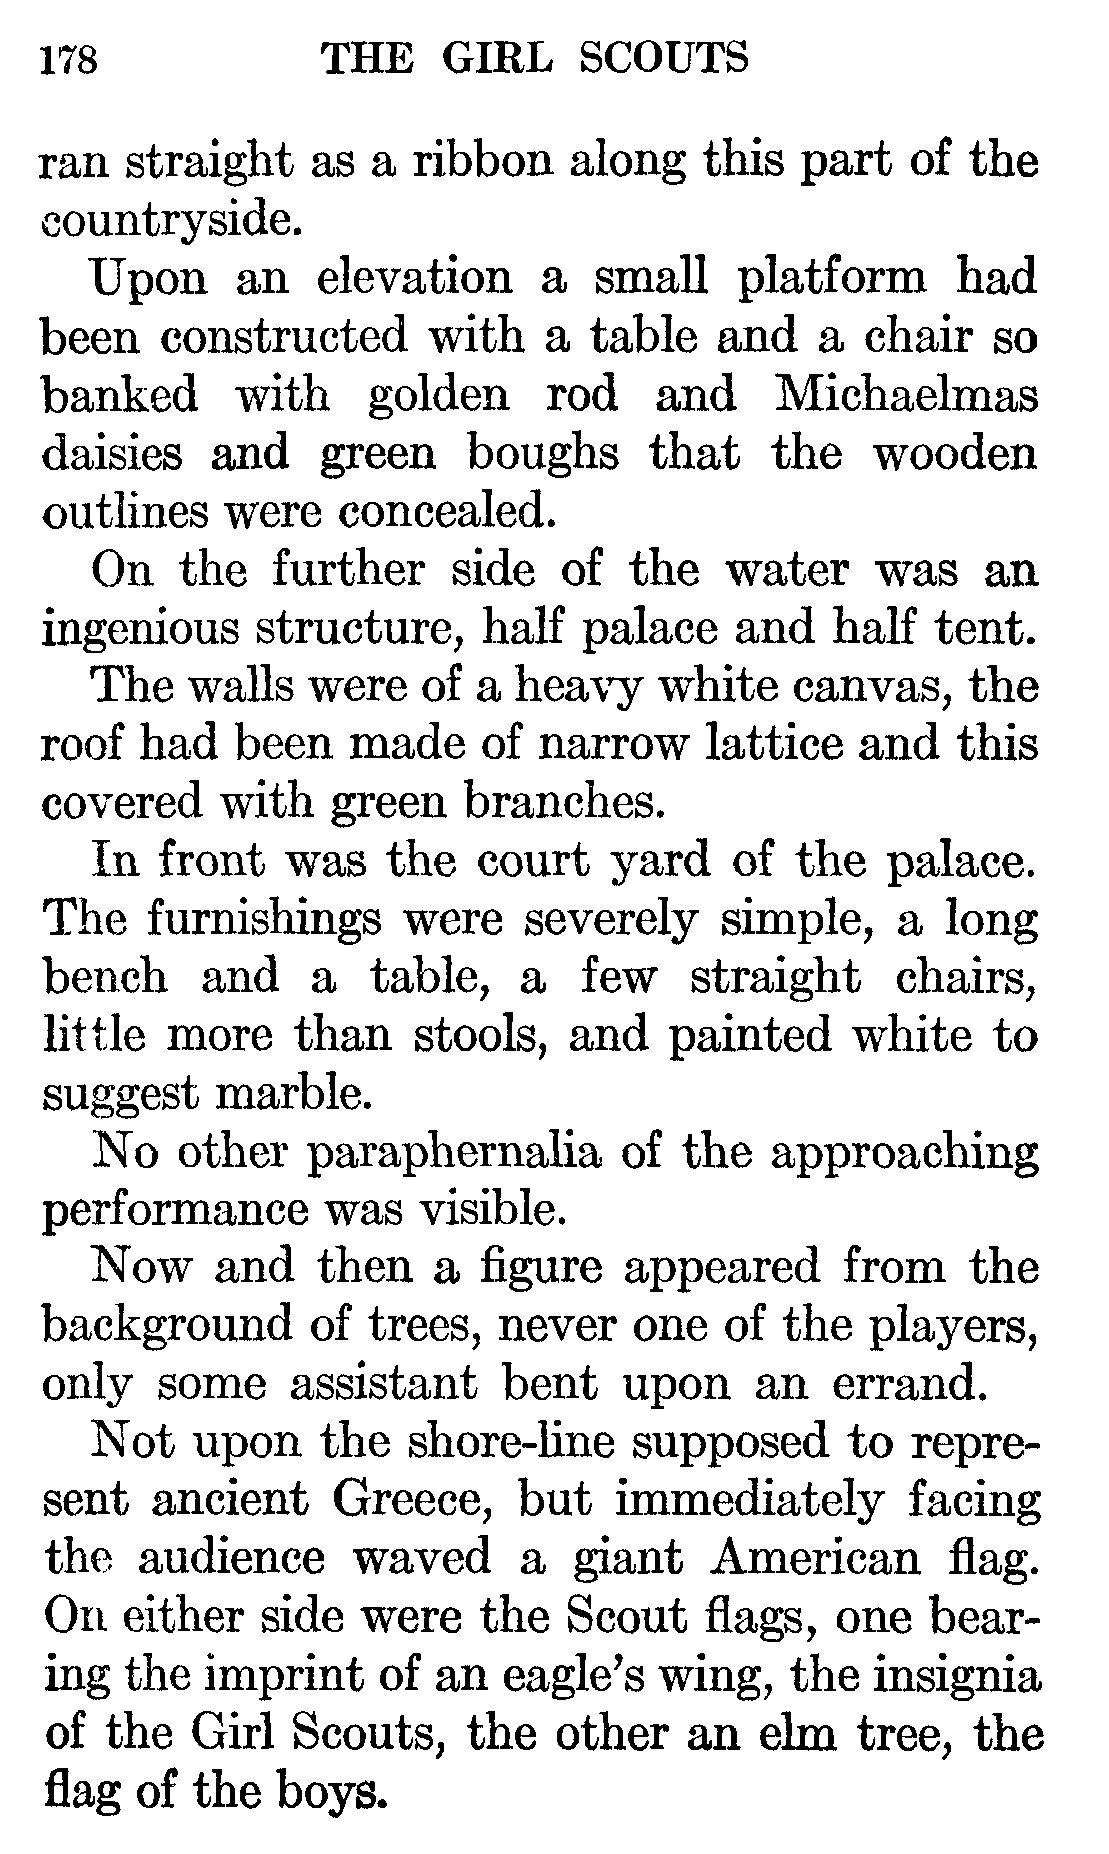 178 THE GIRL SCOUTS
ran straight as a ribbon along this part of the
countryside.
Upon an elevation a small platform had
been constructed with a table and a chair so
banked with golden rod and Michaelmas
daisies and green boughs that the wooden
outlines were concealed.
On the further side of the water was an
ingenious structure, half palace and half tent.
The walls were of a heavy white canvas, the
roof had been made of narrow lattice and this
covered with green branches.
In front was the court yard of the palace.
The furnishings were severely simple, a long
bench and a table, a few straight chairs,
little more than stools, and painted white to
suggest marble.
No other paraphernalia of the approaching
performance was visible.
Now and then a figure appeared from the
background of trees, never one of the players,
only some assistant bent upon an errand.
Not upon the shore-line supposed to repre-
sent ancient Greece, but immediately facing
the audience waved a giant American flag.
On either side were the Scout flags, one bear-
ing the imprint of an eagle's wing, the insignia
of the Girl Scouts, the other an elm tree, the
flag of the boys.